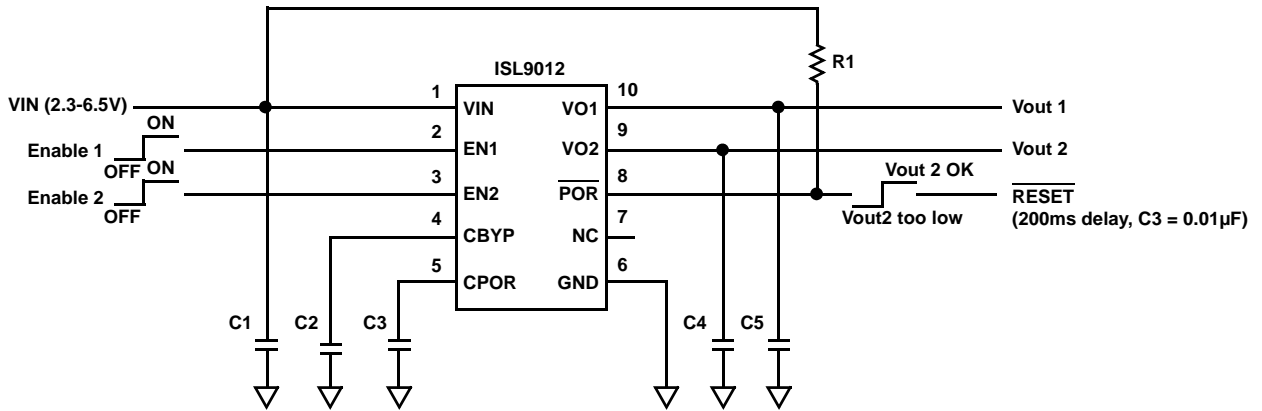 ISL9012
R1
VIN (2.3-6.5V)
1
VIN
VO1
10
Vout 1
ON
Enable 1
OFF
2
EN1
VO2
9
Vout 2
ON
Enable 2
OFF
3
EN2
POR
8
Vout 2 OK
Vout2 too low
RESET
(200ms delay, C3 = 0.01µF)
4
CBYP
NC
7
5
CPOR
GND
6
C1
C2
C3
C4
C5